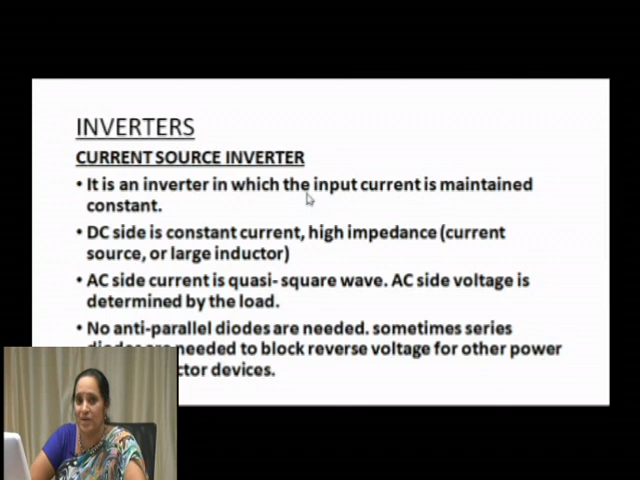 INVERTERS
CURRENT SOURCE INVERTER
• It is an inverter in which the input current is maintained
constant.
• DC side is constant current, high impedance (current
source, or large inductor)
• AC side current is quasi- square wave. AC side voltage is
determined by the load.
• No anti-parallel diodes are needed. sometimes series
diodes are needed to block reverse voltage for other power
ctor devices.